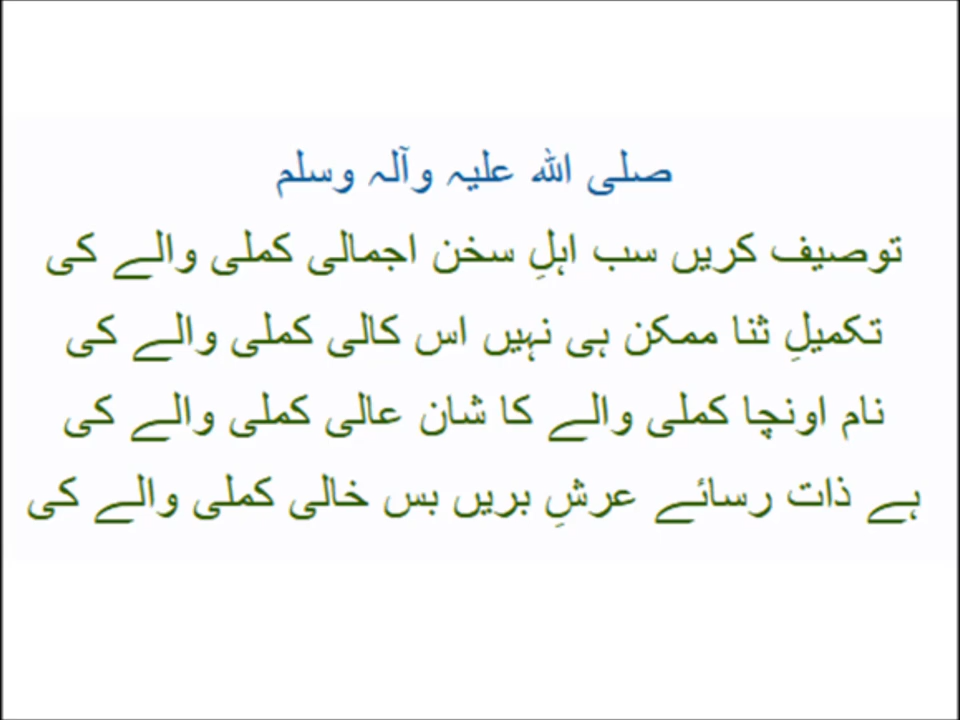 صلی اللہ علیہ وآلہ وسلم
توصیف کریں سب اہلِ سخن اجمالی کملی والے کی
تکمیلِ ثنا ممکن ہی نہیں اس کالی کملی والے کی
نام اونچا کملی والے کا شان عالی کملی والے کی
ہے ذات رسائے عرشِ بریں بس خالی کملی والے کی